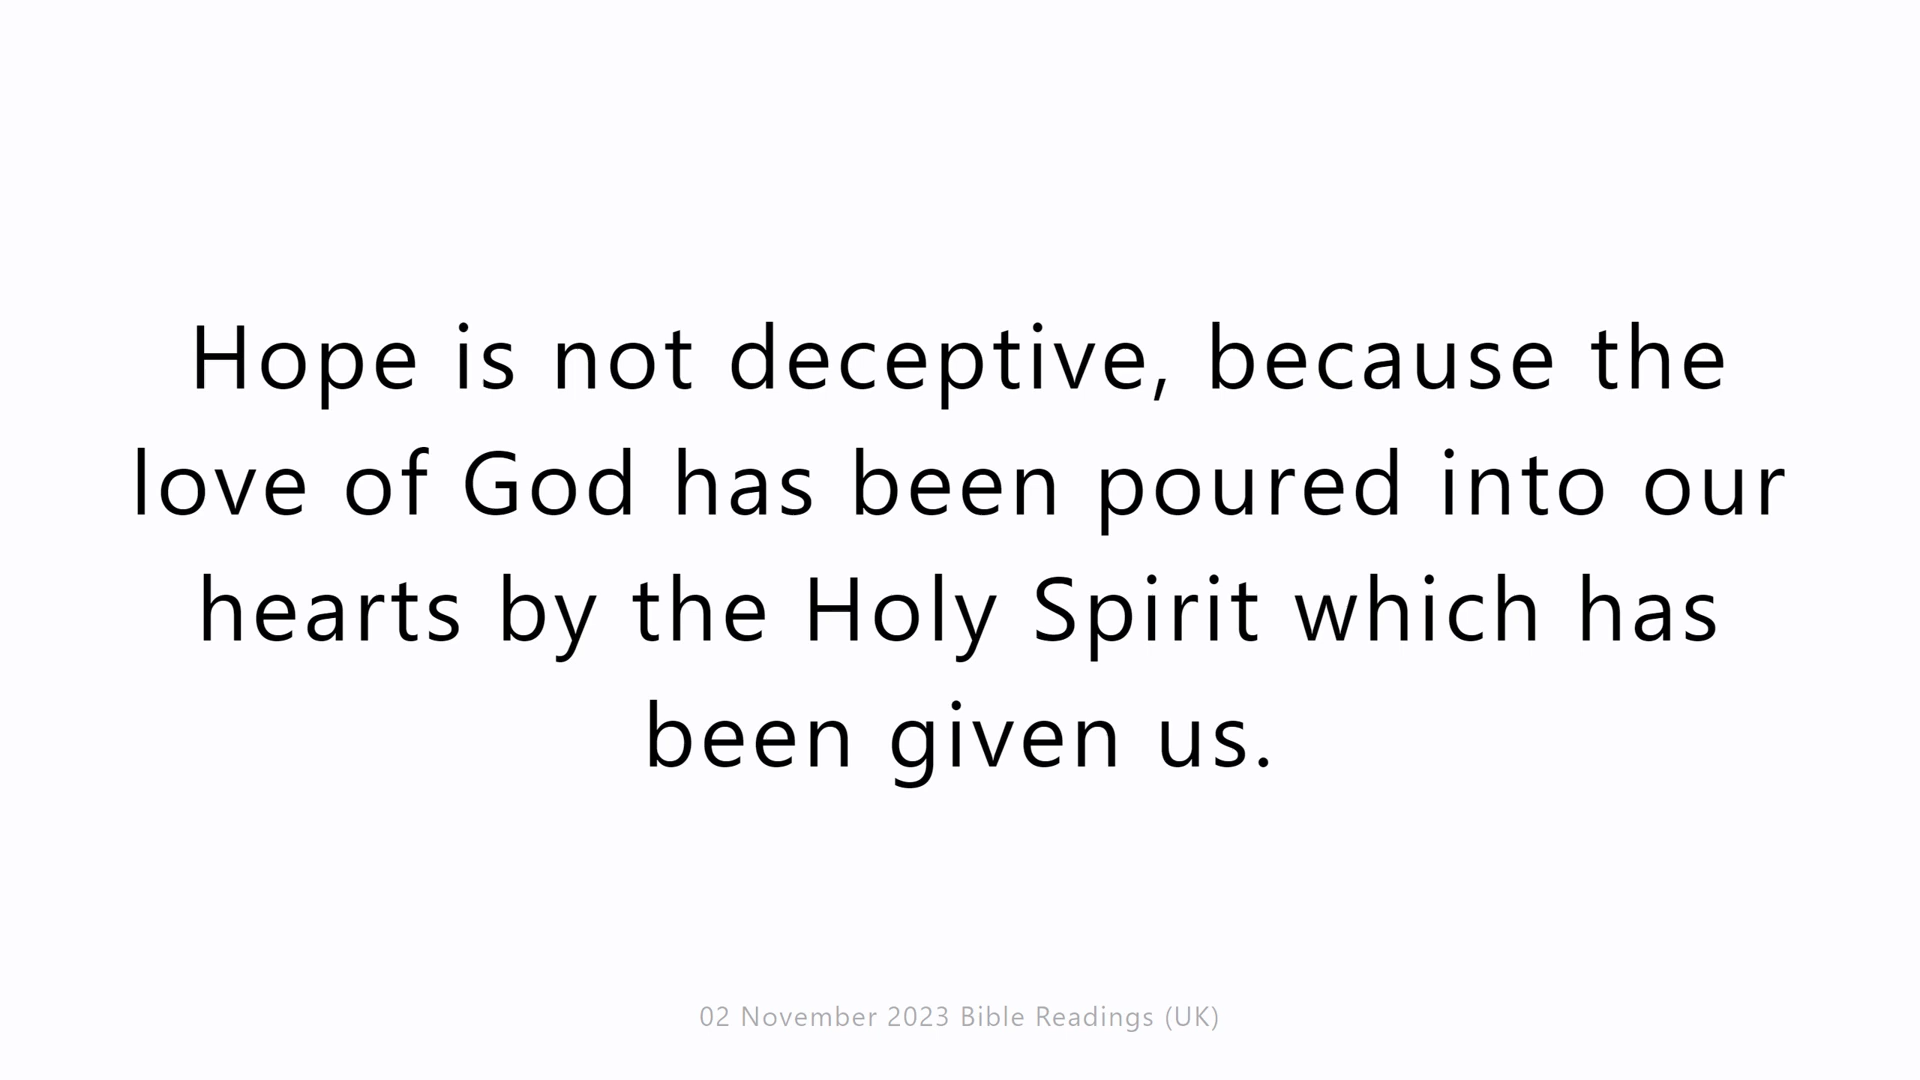 Hope is not deceptive, because the
love of God has been poured into our
hearts by the Holy Spirit which has
been given us.
02 November 2023 Bible Readings (UK)